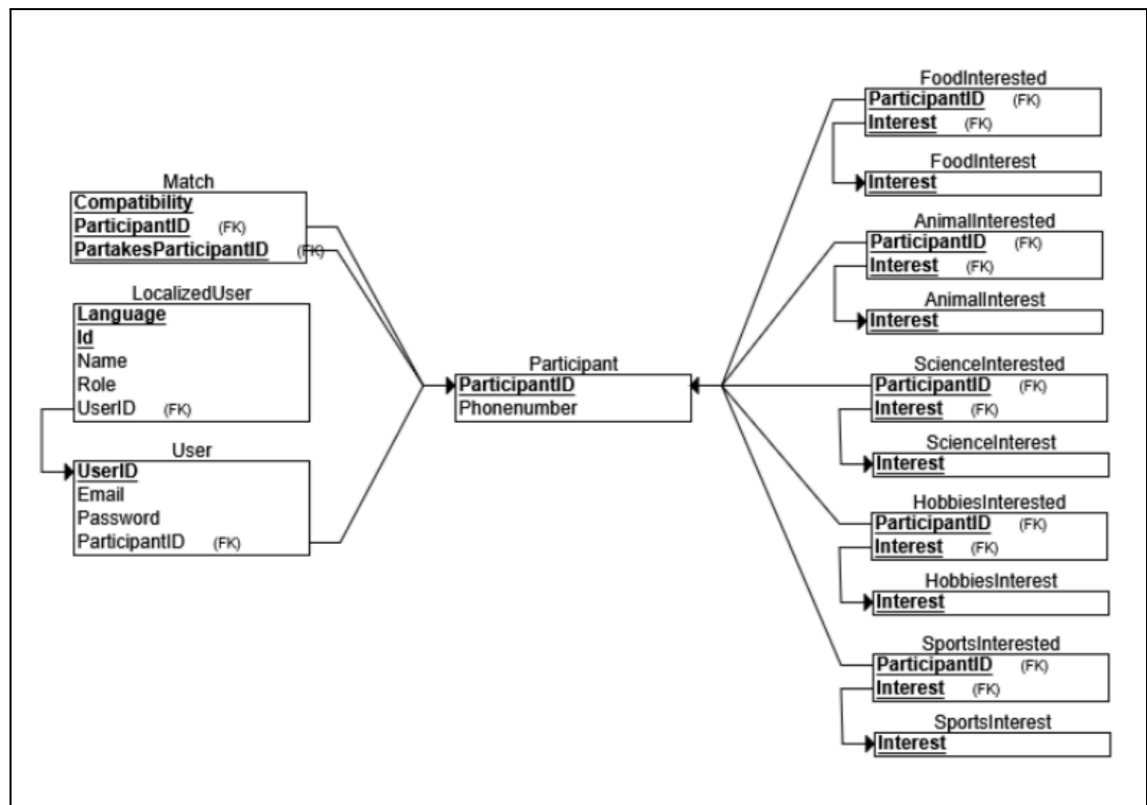 Match
Compatibility
ParticipantID (FK)
PartakesParticipantID (FK)
LocalizedUser
Language
Id
Name
Role
UserID (FK)
User
UserID
Email
Password
ParticipantID (FK)
Participant
ParticipantID
Phonenumber
FoodInterested
ParticipantID (FK)
Interest (FK)
FoodInterest
Interest
AnimalInterested
ParticipantID (FK)
Interest (FK)
AnimalInterest
Interest
ScienceInterested
ParticipantID (FK)
Interest (FK)
ScienceInterest
Interest
HobbiesInterested
ParticipantID (FK)
Interest (FK)
HobbiesInterest
Interest
SportsInterested
ParticipantID (FK)
Interest (FK)
SportsInterest
Interest